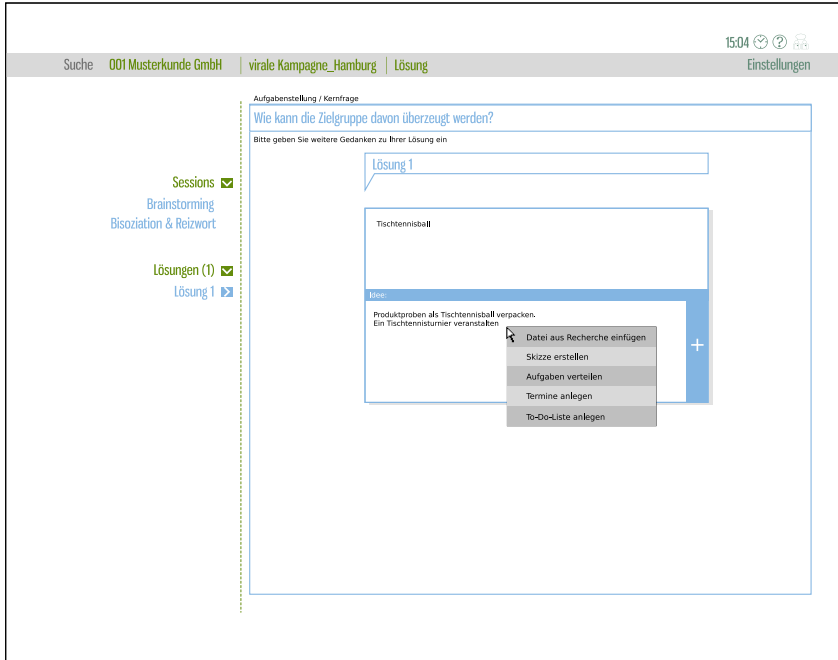 15:04
Suche 001 Musterkunde GmbH virale Kampagne_Hamburg Lösung Einstellungen
Aufgabenstellung / Kernfrage
Wie kann die Zielgruppe davon überzeugt werden?
Bitte geben Sie weitere Gedanken zu Ihrer Lösung ein
Lösung 1
Sessions
Brainstorming
Bisoziation & Reizwort
Lösungen (1)
Lösung 1
Tischtennisball
Idee:
Produktproben als Tischtennisball verpacken.
Ein Tischtennisturnier veranstalten
Datei aus Recherche einfügen
Skizze erstellen
Aufgaben verteilen
Termine anlegen
To-Do-Liste anlegen